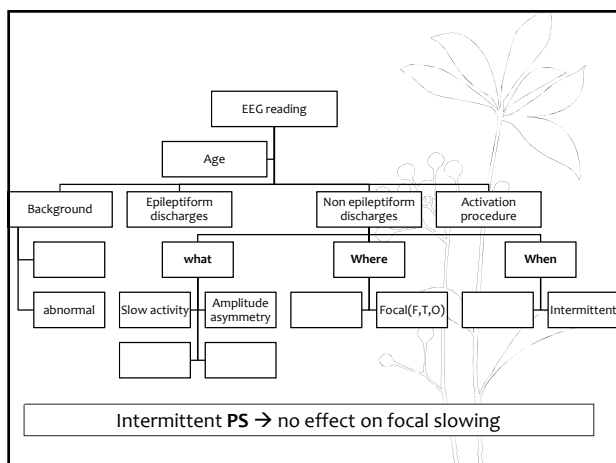 EEG reading
Age
Background
Epileptiform
discharges
Non epileptiform
discharges
Activation
procedure
what
Where
When
abnormal
Slow activity
Amplitude
asymmetry
Focal(F,T,O)
Intermittent
Intermittent PS → no effect on focal slowing